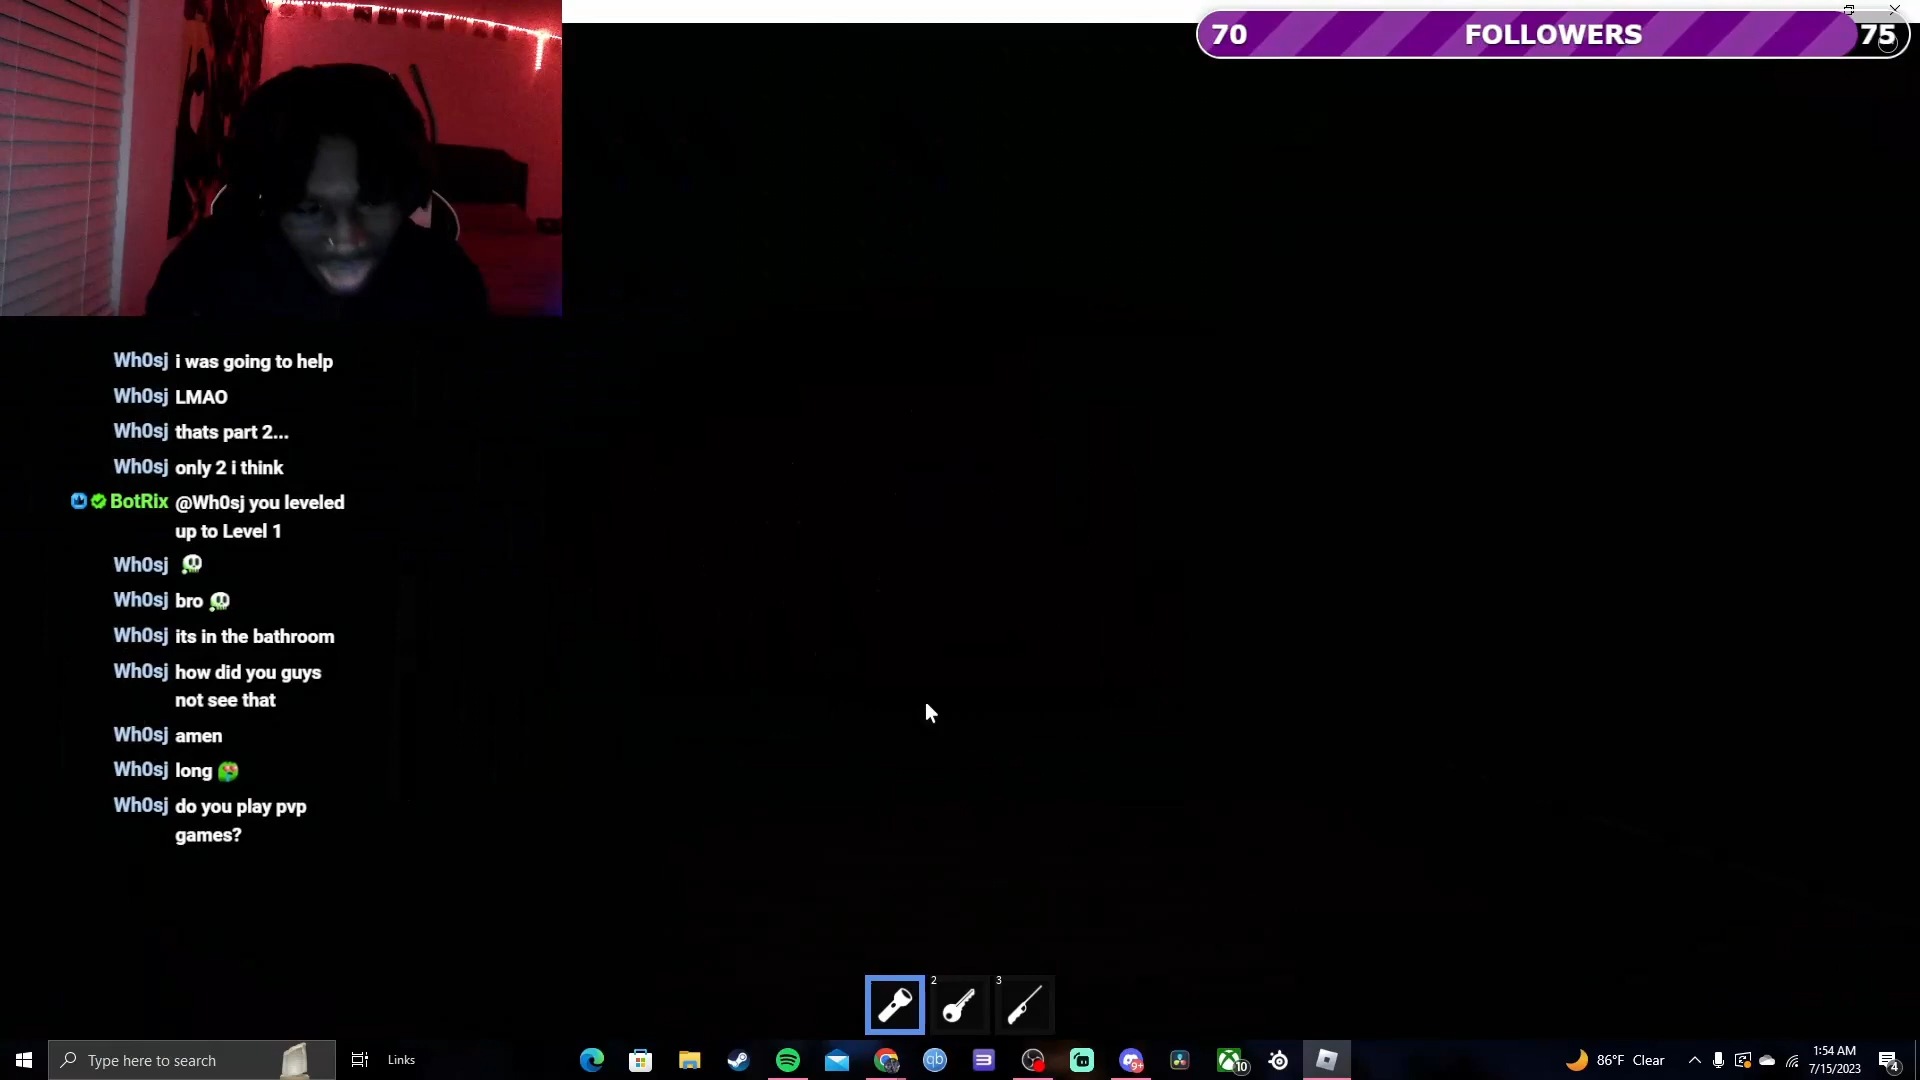 70 FOLLOWERS 75
Wh0sj i was going to help
Wh0sj LMAO
Wh0sj thats part 2...
Wh0sj only 2 i think
BotRix @Wh0sj you leveled
up to Level 1
Wh0sj
Wh0sj bro
Wh0sj its in the bathroom
Wh0sj how did you guys
not see that
Wh0sj amen
Wh0sj long
Wh0sj do you play pvp
games?
2 3
Type here to search Links qb 9+ 10 86°F Clear 1:54 AM
7/15/2023 4